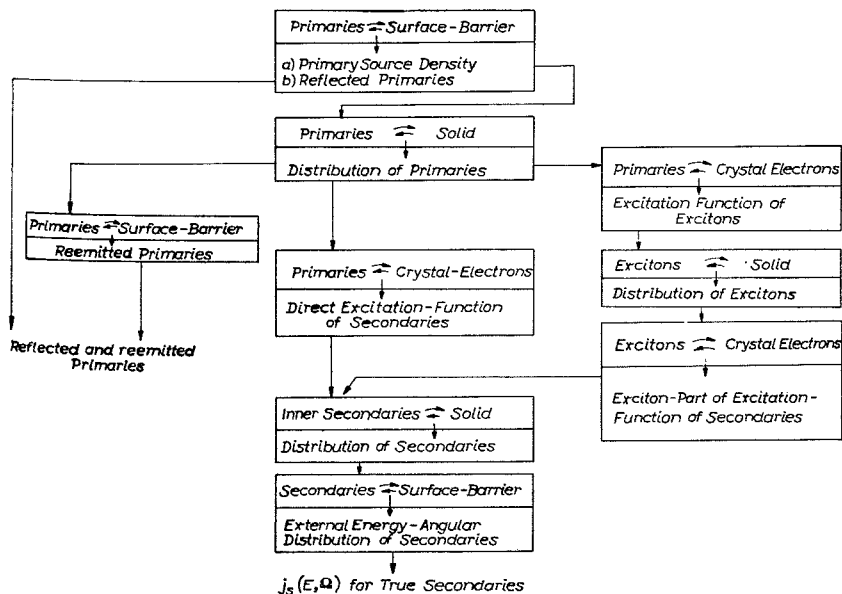 Primaries ⇌ Surface-Barrier
a) Primary Source Density
b) Reflected Primaries
Primaries ⇌ Solid
Distribution of Primaries
Primaries ⇌ Crystal Electrons
Excitation Function of
Excitons
Primaries ⇌ Surface-Barrier
Reemitted Primaries
Primaries ⇌ Crystal-Electrons
Direct Excitation-Function
of Secondaries
Excitons ⇌ Solid
Distribution of Excitons
Reflected and reemitted
Primaries
Excitons ⇌ Crystal Electrons
Exciton-Part of Excitation-
Function of Secondaries
Inner Secondaries ⇌ Solid
Distribution of Secondaries
Secondaries ⇌ Surface-Barrier
External Energy-Angular
Distribution of Secondaries
js(E,Ω) for True Secondaries